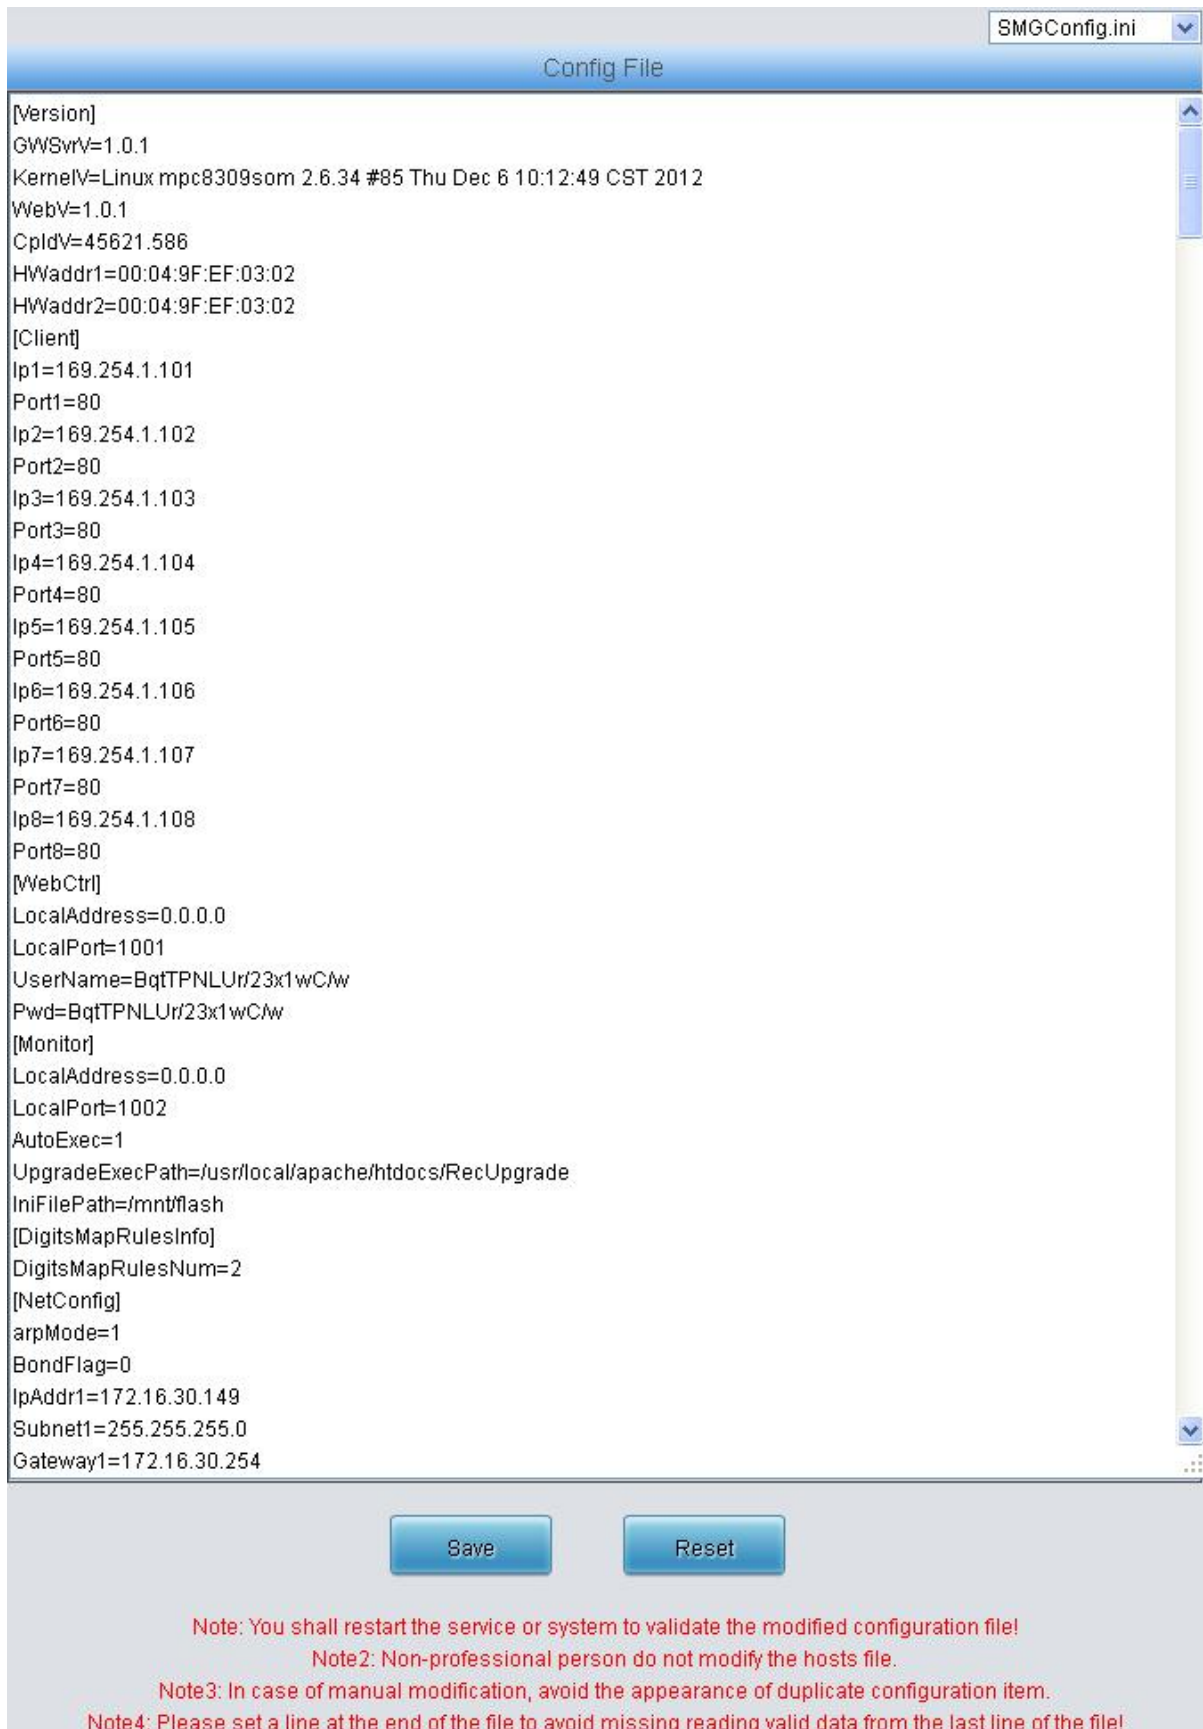 SMGConfig.ini
Config File
[Version]
GWSvrV=1.0.1
KernelV=Linux mpc8309som 2.6.34 #85 Thu Dec 6 10:12:49 CST 2012
WebV=1.0.1
CpldV=45621.586
HWaddr1=00:04:9F:EF:03:02
HWaddr2=00:04:9F:EF:03:02
[Client]
Ip1=169.254.1.101
Port1=80
Ip2=169.254.1.102
Port2=80
Ip3=169.254.1.103
Port3=80
Ip4=169.254.1.104
Port4=80
Ip5=169.254.1.105
Port5=80
Ip6=169.254.1.106
Port6=80
Ip7=169.254.1.107
Port7=80
Ip8=169.254.1.108
Port8=80
[WebCtrl]
LocalAddress=0.0.0.0
LocalPort=1001
UserName=BqtTPNLUr/23x1wC/w
Pwd=BqtTPNLUr/23x1wC/w
[Monitor]
LocalAddress=0.0.0.0
LocalPort=1002
AutoExec=1
UpgradeExecPath=/usr/local/apache/htdocs/RecUpgrade
IniFilePath=/mnt/flash
[DigitsMapRulesInfo]
DigitsMapRulesNum=2
[NetConfig]
arpMode=1
BondFlag=0
IpAddr1=172.16.30.149
Subnet1=255.255.255.0
Gateway1=172.16.30.254
Save Reset
Note: You shall restart the service or system to validate the modified configuration file!
Note2: Non-professional person do not modify the hosts file.
Note3: In case of manual modification, avoid the appearance of duplicate configuration item.
Note4: Please set a line at the end of the file to avoid missing reading valid data from the last line of the file!